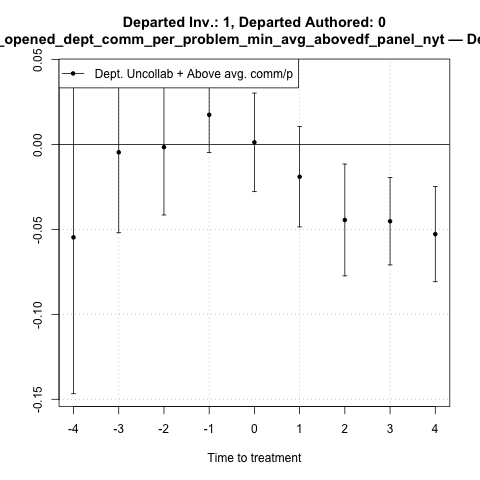 Departed Inv.: 1, Departed Authored: 0
_opened_dept_comm_per_problem_min_avg_abovedf_panel_nyt — De
Dept. Uncollab + Above avg. comm/p
0.05
0.00
-0.05
-0.10
-0.15
-4 -3 -2 -1 0 1 2 3 4
Time to treatment